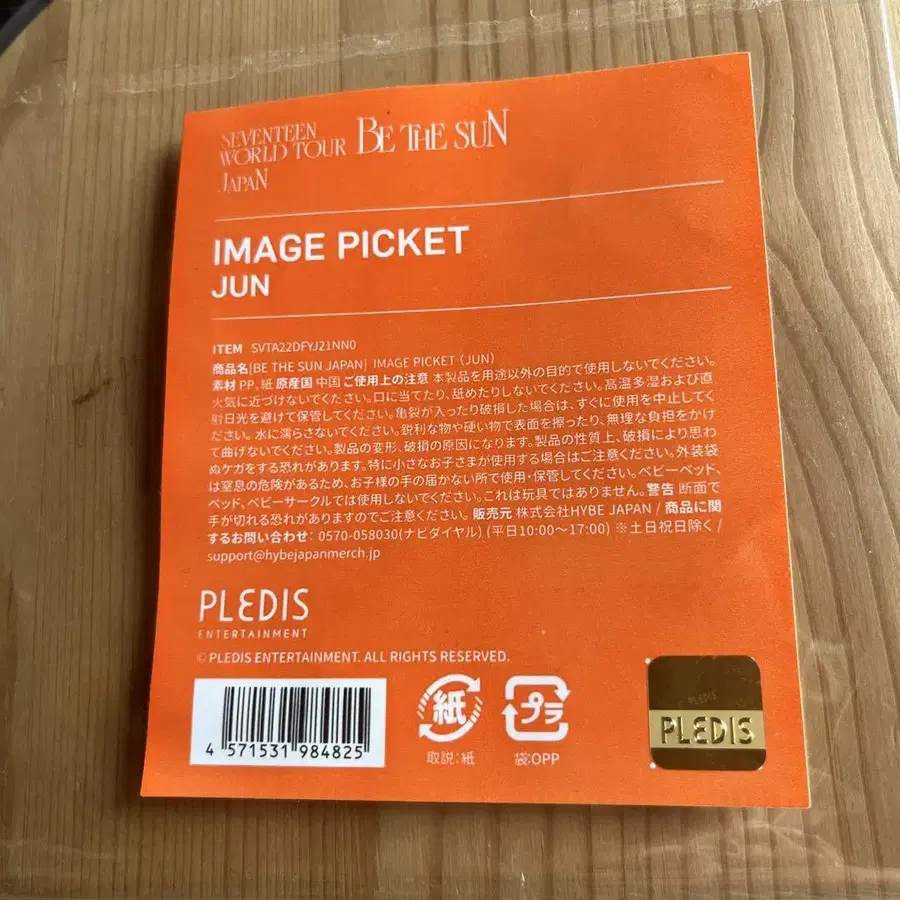 SEVENTEEN
WORLD TOUR BE THE SUN
JAPAN
IMAGE PICKET
JUN
ITEM SVTA22DFYJ21NN0
商品名[BE THE SUN JAPAN] IMAGE PICKET (JUN)
素材 PP、紙 原産国 中国 ご使用上の注意 本製品を用途以外の目的で使用しないでください。
火気に近づけないでください。口に当てたり、舐めたりしないでください。高温多湿および直
射日光を避けて保管してください。亀裂が入ったり破損した場合は、すぐに使用を中止してく
ださい。水に濡らさないでください。鋭利な物や硬い物で表面を擦ったり、無理な負担をかけ
て曲げないでください。製品の変形、破損の原因になります。製品の性質上、破損により思わ
ぬケガをする恐れがあります。特に小さなお子さまが使用する場合はご注意ください。外装袋
は窒息の危険があるため、お子様の手の届かない所で使用・保管してください。ベビーベッド、
ベッド、ベビーサークルでは使用しないでください。これは玩具ではありません。警告 断面で
手が切れる恐れがありますのでご注意ください。販売元 株式会社HYBE JAPAN / 商品に関
するお問い合わせ: 0570-058030(ナビダイヤル) (平日10:00〜17:00) ※土日祝日除く /
support@hybejapanmerch.jp
PLEDIS
ENTERTAINMENT
© PLEDIS ENTERTAINMENT. ALL RIGHTS RESERVED.
4 571531 984825
紙
取説:紙
プラ
袋:OPP
PLEDIS
PLEDIS